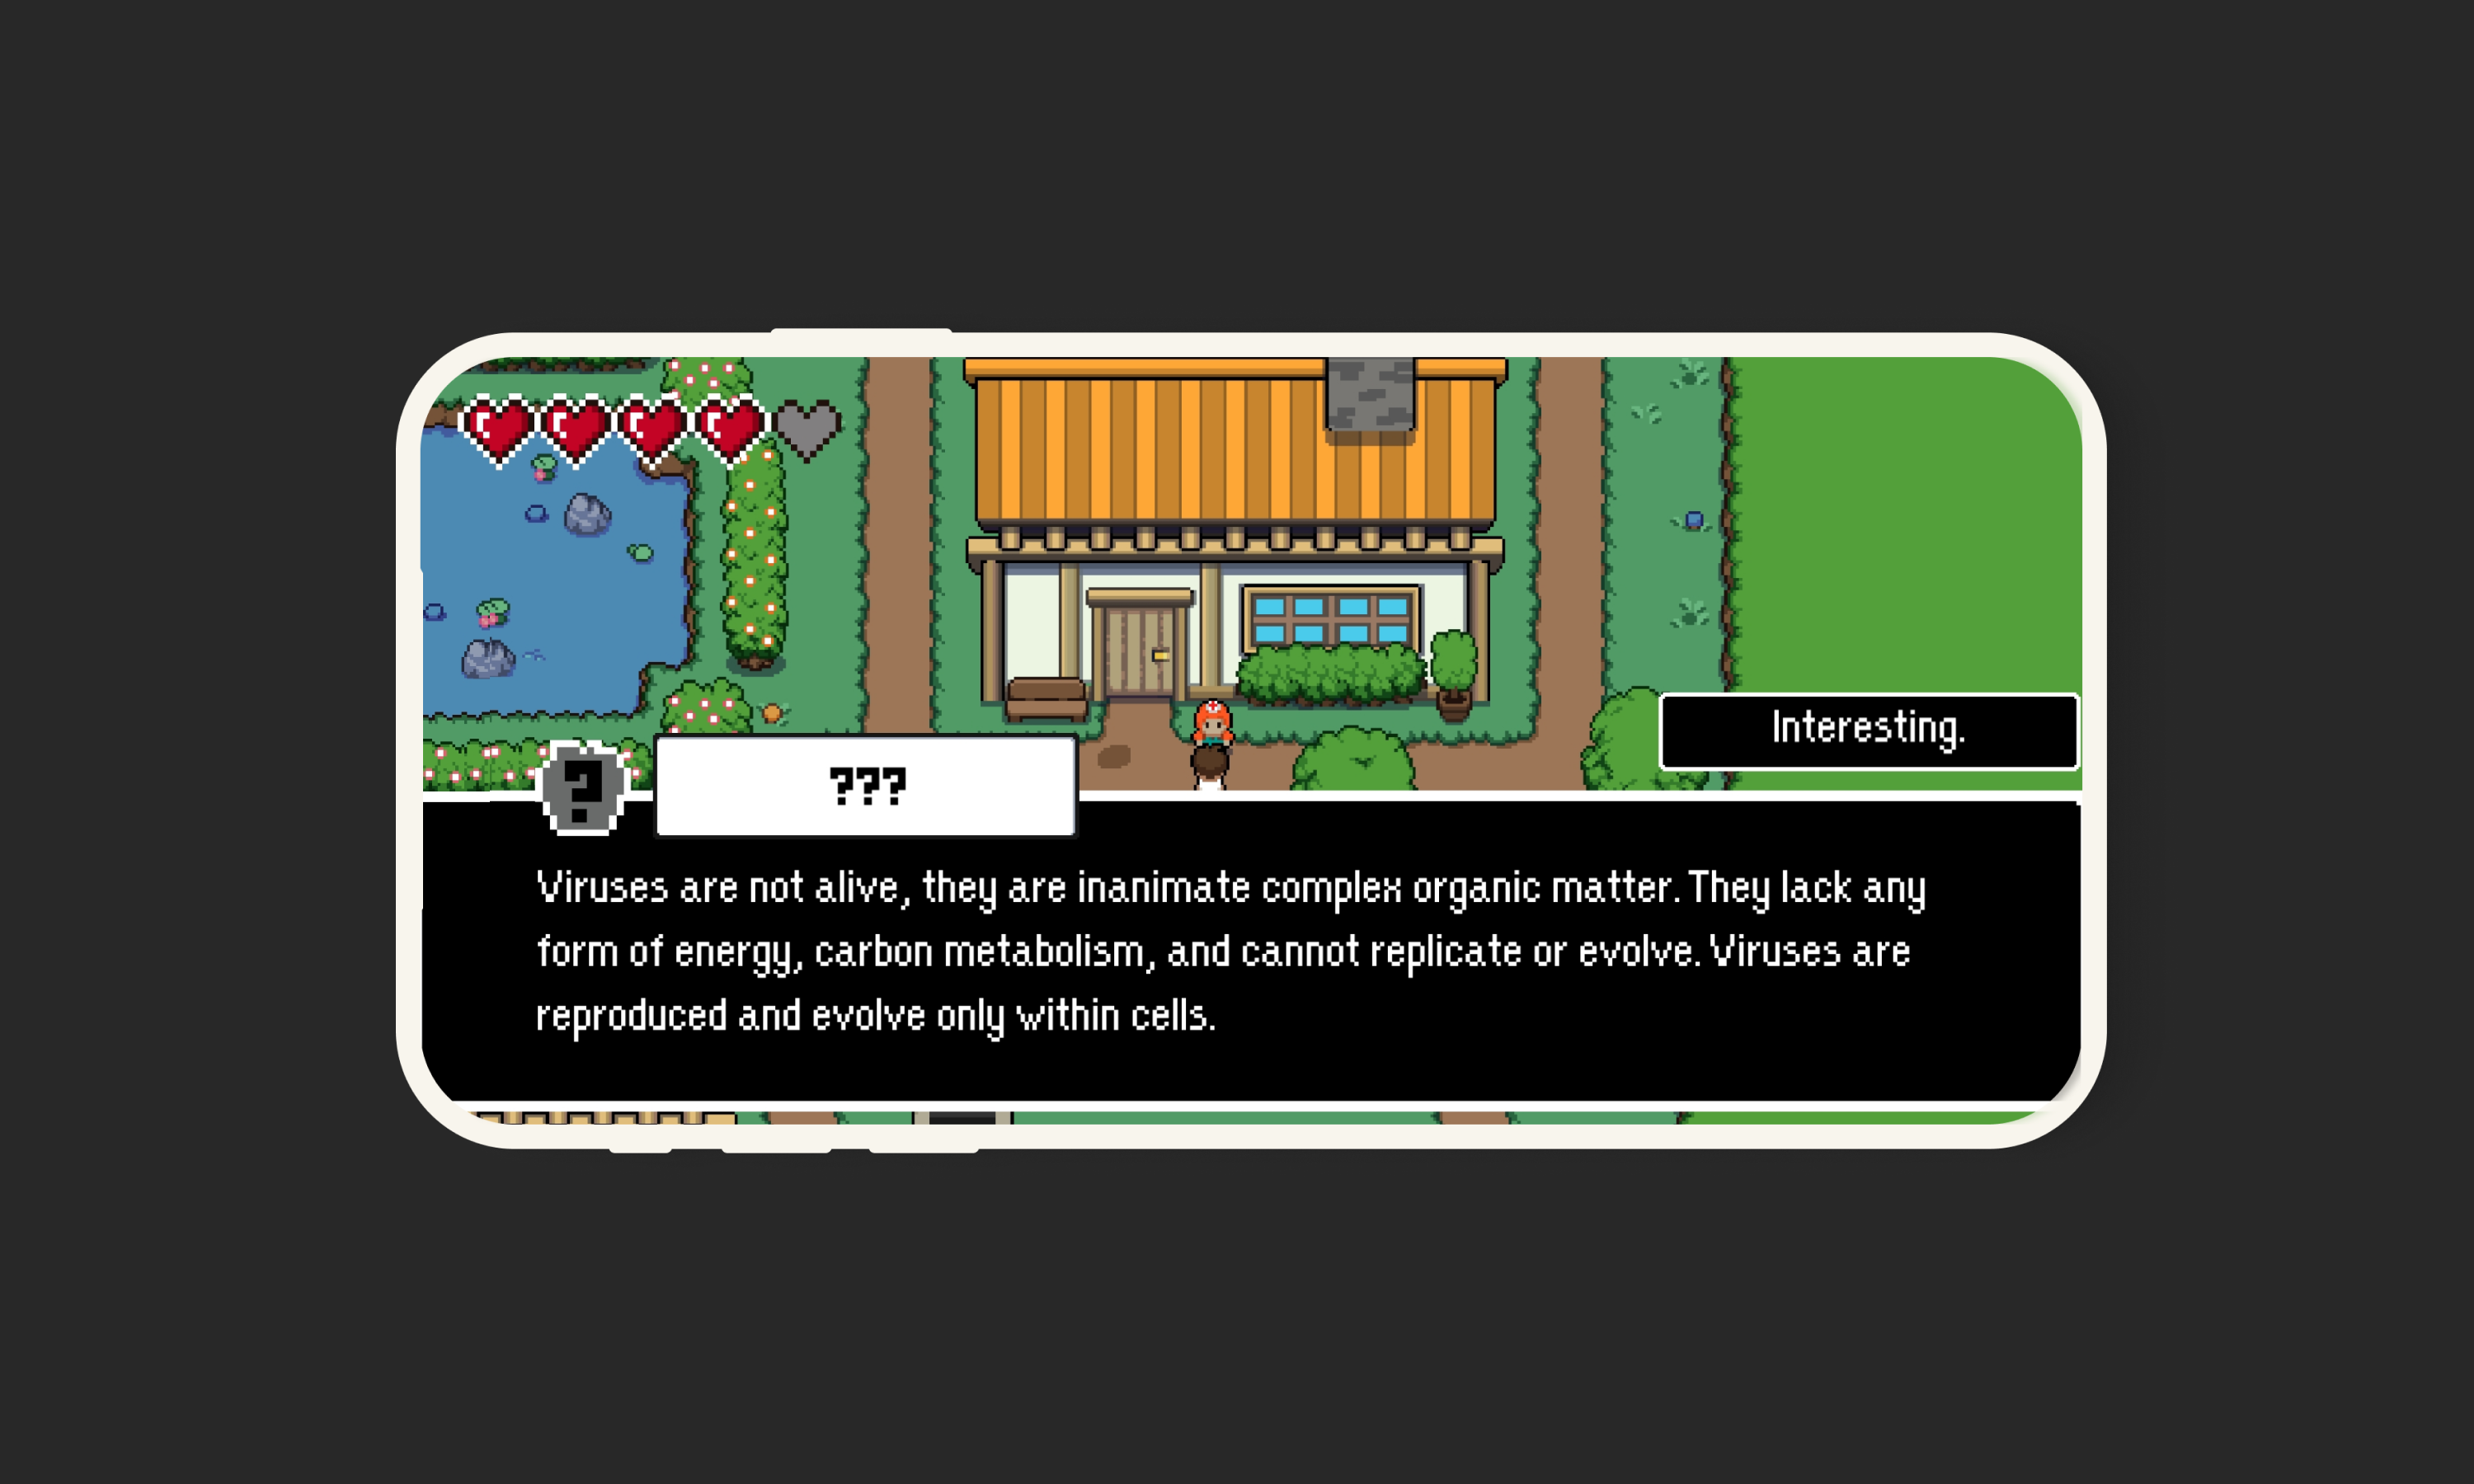 Interesting.
?
???
Viruses are not alive, they are inanimate complex organic matter. They lack any
form of energy, carbon metabolism, and cannot replicate or evolve. Viruses are
reproduced and evolve only within cells.